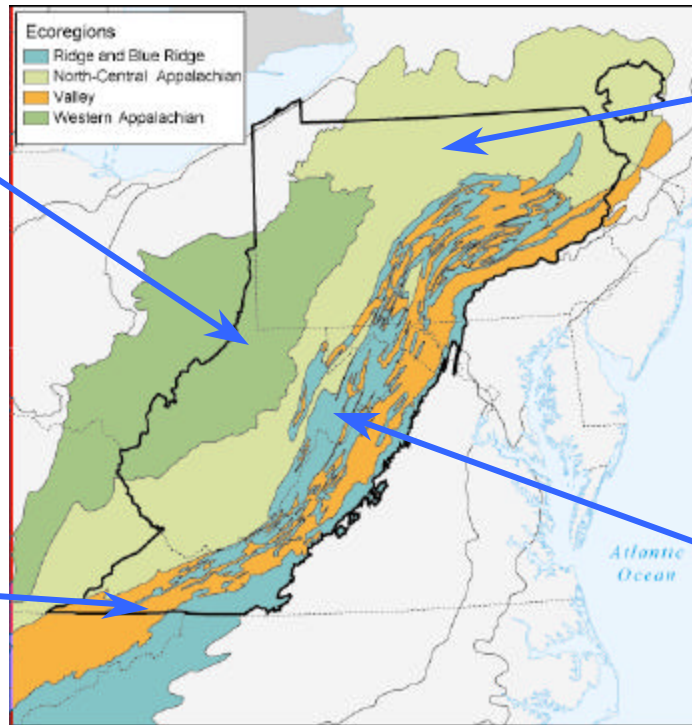 Ecoregions
Ridge and Blue Ridge
North-Central Appalachian
Valley
Western Appalachian
Atlantic
Ocean